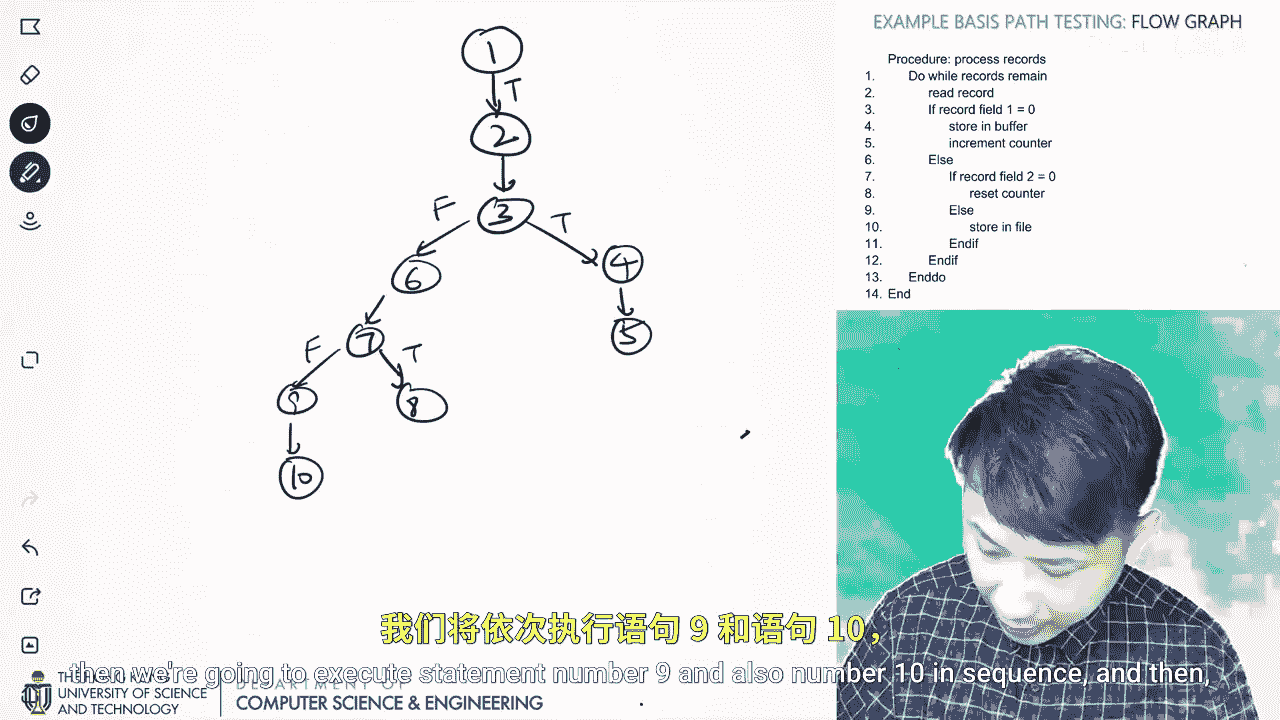 EXAMPLE BASIS PATH TESTING: FLOW GRAPH
Procedure: process records
1. Do while records remain
2. read record
3. If record field 1 = 0
4. store in buffer
5. increment counter
6. Else
7. If record field 2 = 0
8. reset counter
9. Else
10. store in file
11. Endif
12. Endif
13. Enddo
14. End
1
T
2
3
F
T
6
4
7
5
F
T
9
8
10
我们将依次执行语句 9 和语句 10，
then we're going to execute statement number 9 and also number 10 in sequence, and then,
UNIVERSITY OF SCIENCE
AND TECHNOLOGY
DEPARTMENT OF
COMPUTER SCIENCE & ENGINEERING